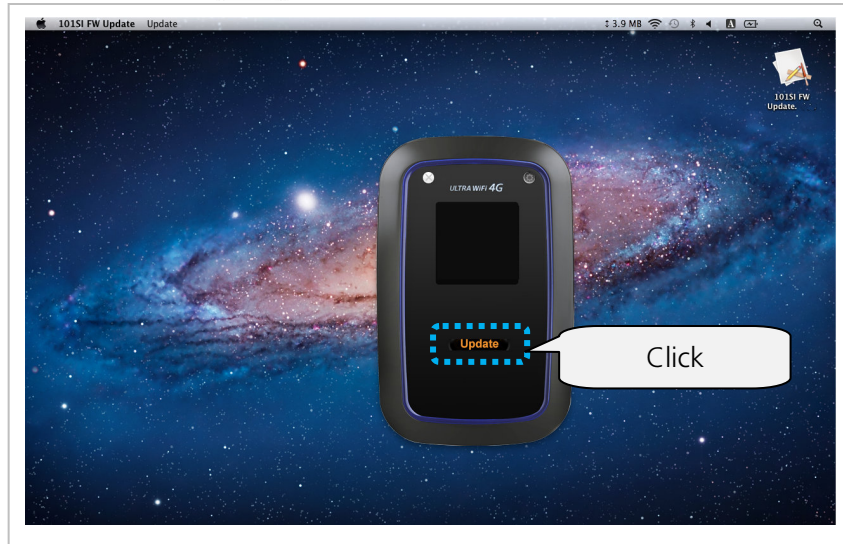 101SI FW Update Update 3.9 MB A
101SI FW
Update.
ULTRA WiFi 4G
Update
Click